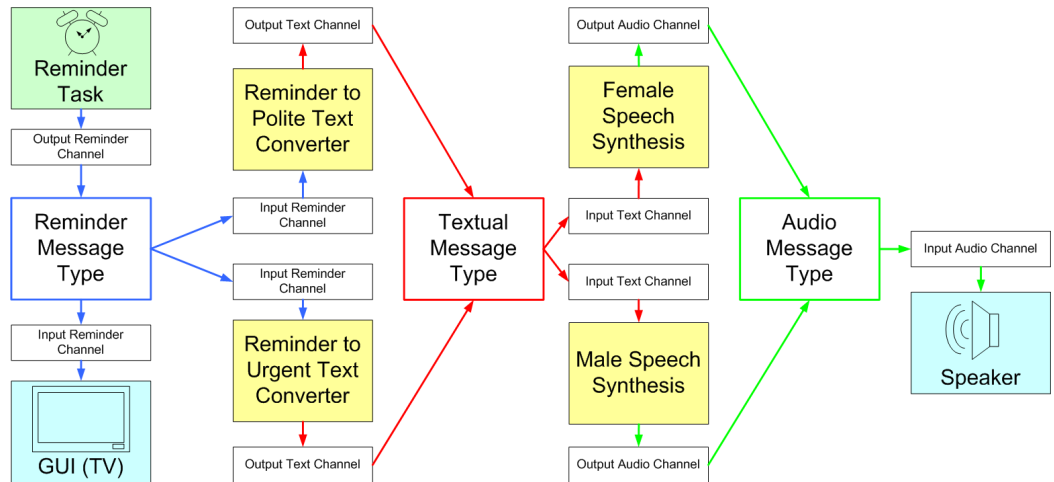 Reminder
Task
Output Reminder
Channel
Reminder
Message
Type
Input Reminder
Channel
GUI (TV)
Output Text Channel
Reminder to
Polite Text
Converter
Input Reminder
Channel
Input Reminder
Channel
Reminder to
Urgent Text
Converter
Output Text Channel
Textual
Message
Type
Output Audio Channel
Female
Speech
Synthesis
Input Text Channel
Input Text Channel
Male Speech
Synthesis
Output Audio Channel
Audio
Message
Type
Input Audio Channel
Speaker